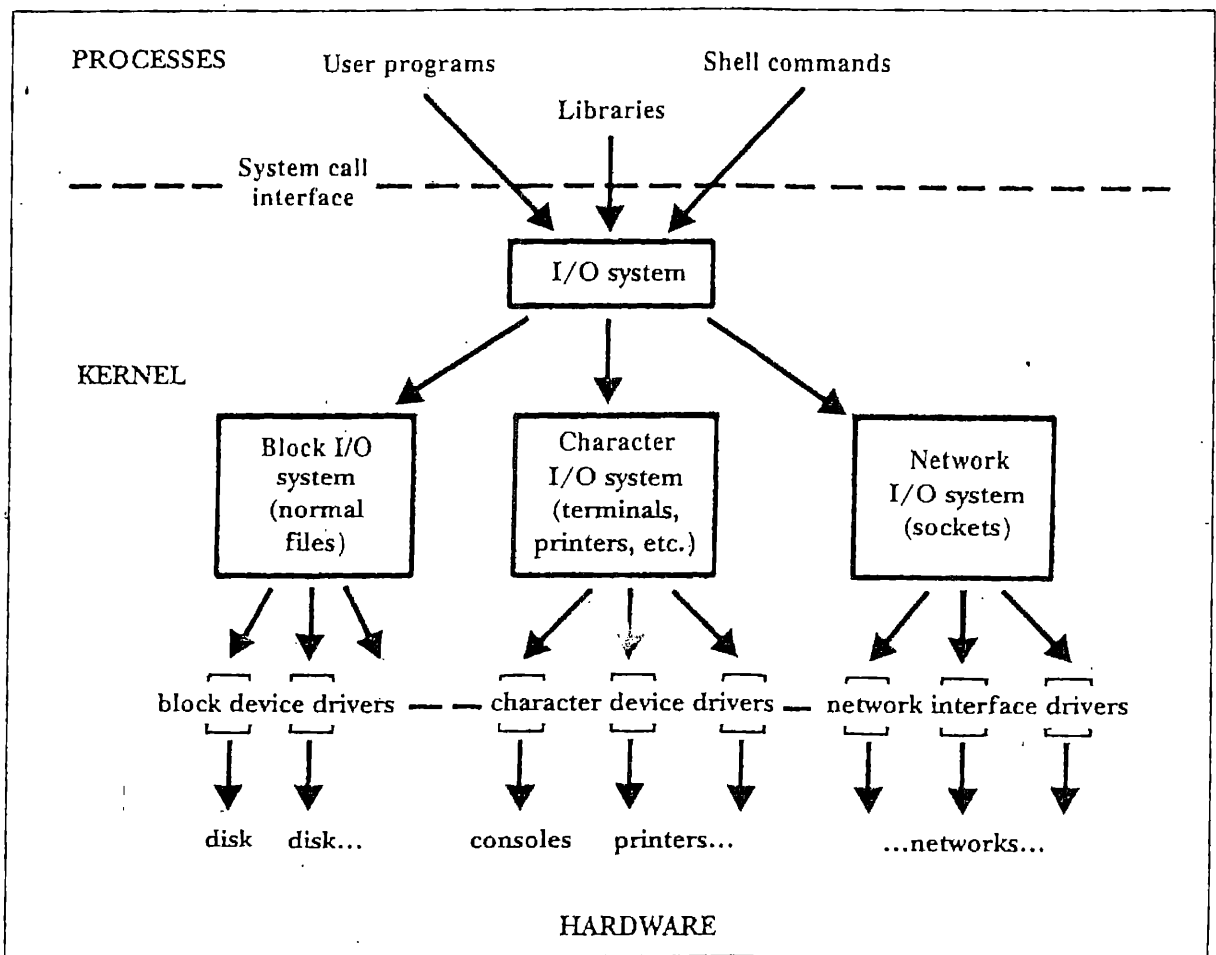 PROCESSES
User programs
Shell commands
Libraries
System call
interface
I/O system
KERNEL
Block I/O
system
(normal
files)
Character
I/O system
(terminals,
printers, etc.)
Network
I/O system
(sockets)
block device drivers
character device drivers
network interface drivers
disk
disk...
consoles
printers...
...networks...
HARDWARE